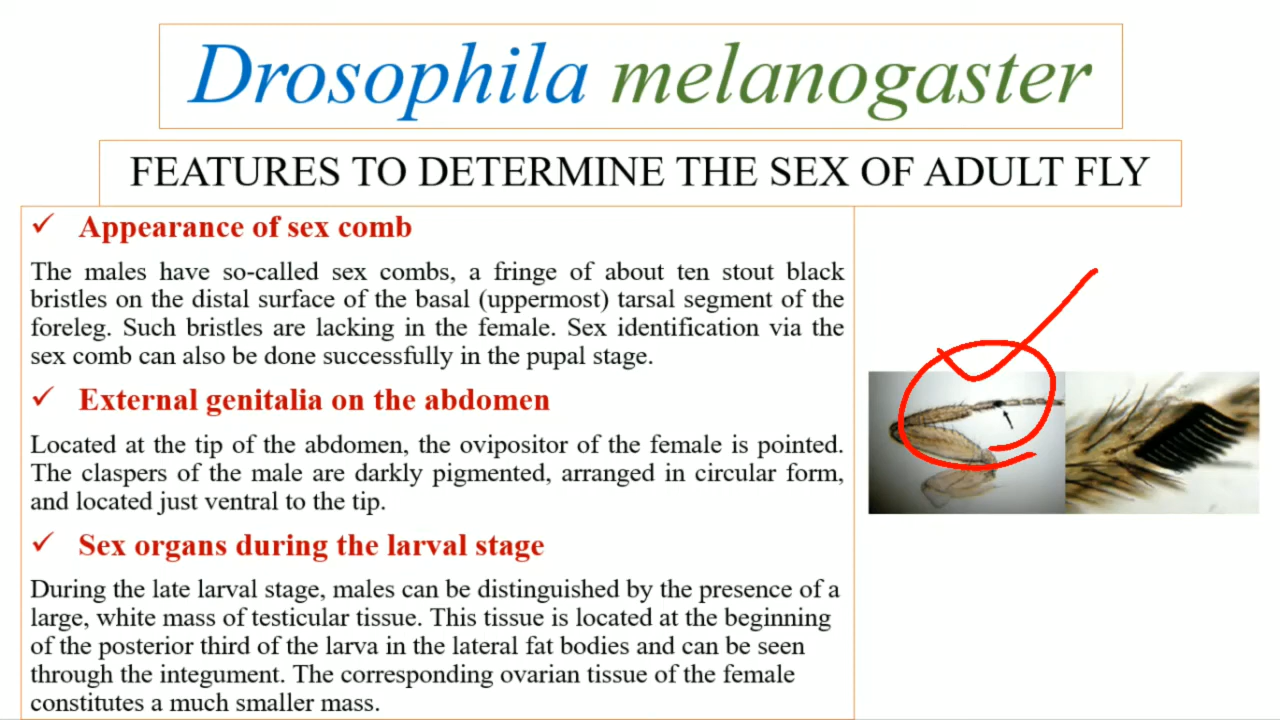 Drosophila melanogaster
FEATURES TO DETERMINE THE SEX OF ADULT FLY
✓ Appearance of sex comb
The males have so-called sex combs, a fringe of about ten stout black
bristles on the distal surface of the basal (uppermost) tarsal segment of the
foreleg. Such bristles are lacking in the female. Sex identification via the
sex comb can also be done successfully in the pupal stage.
✓ External genitalia on the abdomen
Located at the tip of the abdomen, the ovipositor of the female is pointed.
The claspers of the male are darkly pigmented, arranged in circular form,
and located just ventral to the tip.
✓ Sex organs during the larval stage
During the late larval stage, males can be distinguished by the presence of a
large, white mass of testicular tissue. This tissue is located at the beginning
of the posterior third of the larva in the lateral fat bodies and can be seen
through the integument. The corresponding ovarian tissue of the female
constitutes a much smaller mass.